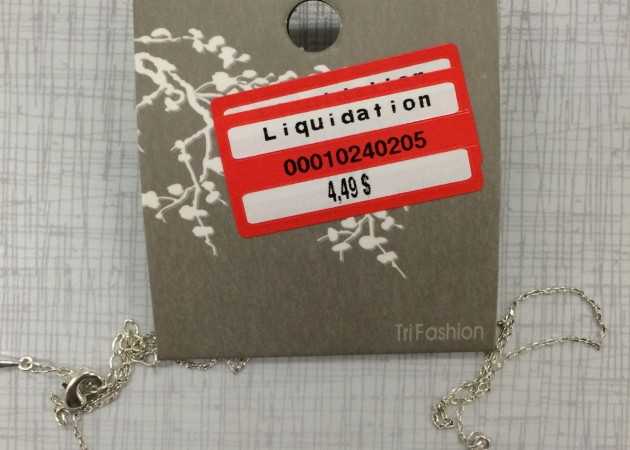 Liquidation
00010240205
4,49 $
TriFashion